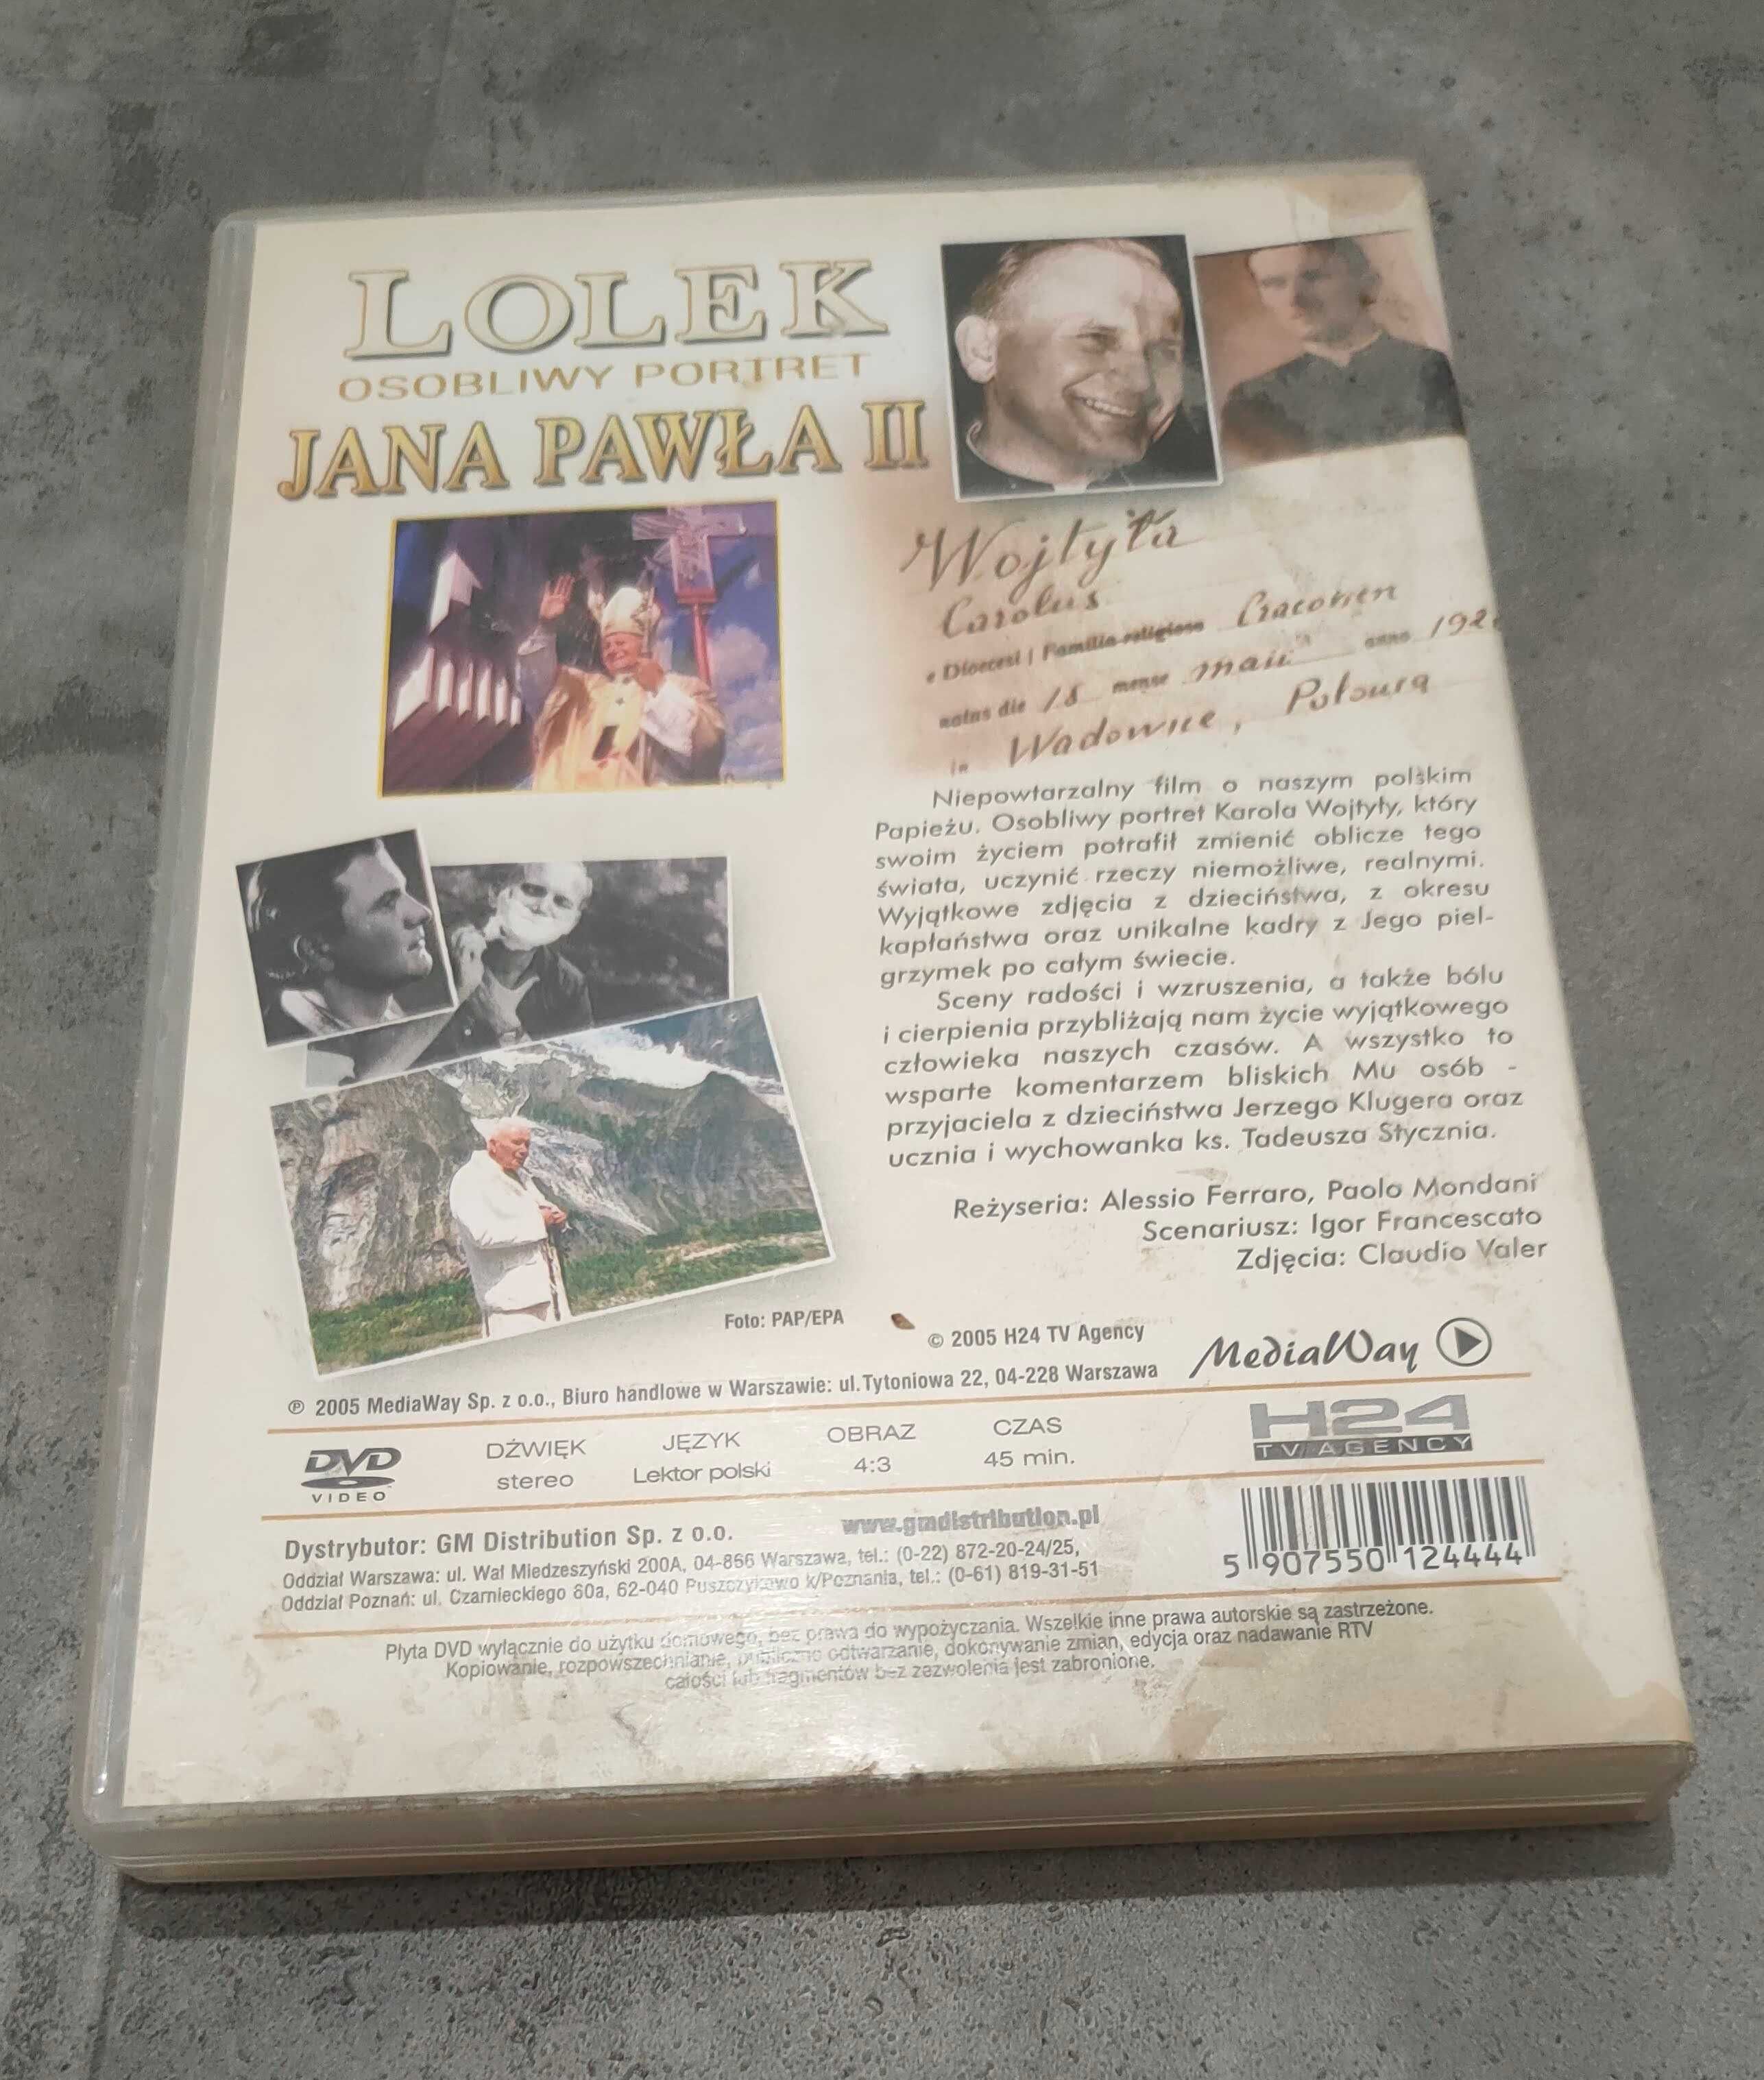 LOLEK
OSOBLIWY PORTRET
JANA PAWŁA II
Wojtyła
Carolus
e Dioecesi | Familia religiosa Cracovien
natus die 18 mense maii anno 192
in Wadowice,
Niepowtarzalny film o naszym polskim
Papieżu. Osobliwy portret Karola Wojtyły, który
swoim życiem potrafił zmienić oblicze tego
świata, uczynić rzeczy niemożliwe, realnymi.
Wyjątkowe zdjęcia z dzieciństwa, z okresu
kapłaństwa oraz unikalne kadry z Jego piel-
grzymek po całym świecie.
Sceny radości i wzruszenia, a także bólu
i cierpienia przybliżają nam życie wyjątkowego
człowieka naszych czasów. A wszystko to
wsparte komentarzem bliskich Mu osób -
przyjaciela z dzieciństwa Jerzego Klugera oraz
ucznia i wychowanka ks. Tadeusza Stycznia.
Reżyseria: Alessio Ferraro, Paolo Mondani
Scenariusz: Igor Francescato
Zdjęcia: Claudio Valer
Foto: PAP/EPA
© 2005 H24 TV Agency
MediaWay
℗ 2005 MediaWay Sp. z o.o., Biuro handlowe w Warszawie: ul. Tytoniowa 22, 04-228 Warszawa
DVD
VIDEO
DŹWIĘK
stereo
JĘZYK
Lektor polski
OBRAZ
4:3
CZAS
45 min.
H24
TV AGENCY
Dystrybutor: GM Distribution Sp. z o.o.
www.gmdistribution.pl
Oddział Warszawa: ul. Wał Miedzeszyński 200A, 04-866 Warszawa, tel.: (0-22) 872-20-24/25,
Oddział Poznań: ul. Czarnieckiego 60a, 62-040 Puszczykowo k/Poznania, tel.: (0-61) 819-31-51
5 907550 124444
Płyta DVD wyłącznie do użytku domowego, bez prawa do wypożyczania. Wszelkie inne prawa autorskie są zastrzeżone.
Kopiowanie, rozpowszechnianie, publiczne odtwarzanie, dokonywanie zmian, edycja oraz nadawanie RTV
całości lub fragmentów bez zezwolenia jest zabronione.